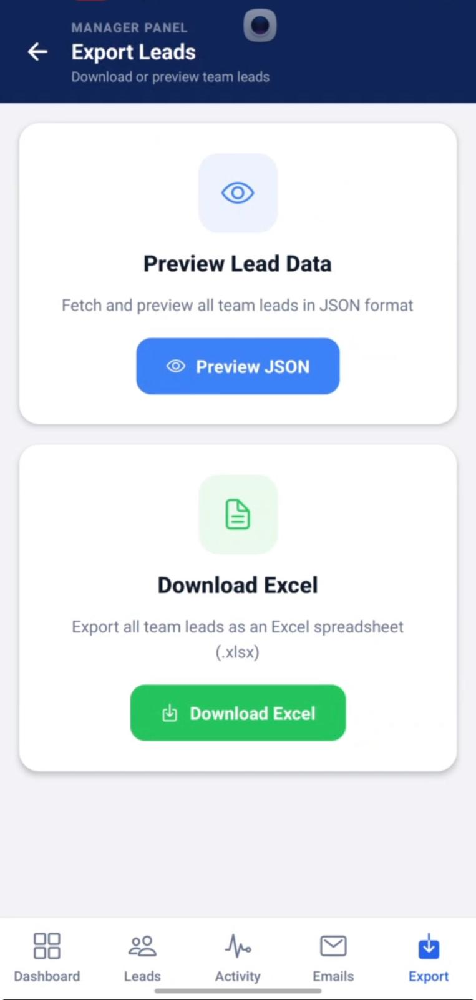 MANAGER PANEL
Export Leads
Download or preview team leads
Preview Lead Data
Fetch and preview all team leads in JSON format
Preview JSON
Download Excel
Export all team leads as an Excel spreadsheet
(.xlsx)
Download Excel
Dashboard
Leads
Activity
Emails
Export